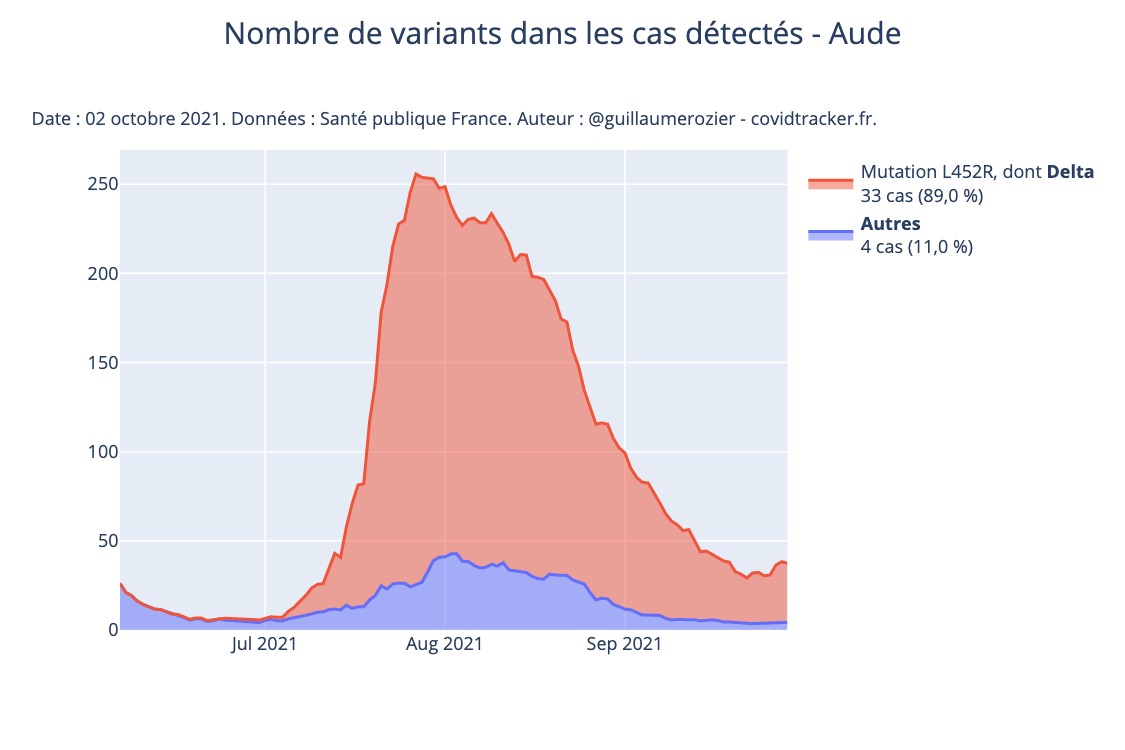 Nombre de variants dans les cas détectés - Aude
Date : 02 octobre 2021. Données : Santé publique France. Auteur : @guillaumerozier - covidtracker.fr.
Mutation L452R, dont Delta
33 cas (89,0 %)
Autres
4 cas (11,0 %)
250
200
150
100
50
0
Jul 2021
Aug 2021
Sep 2021